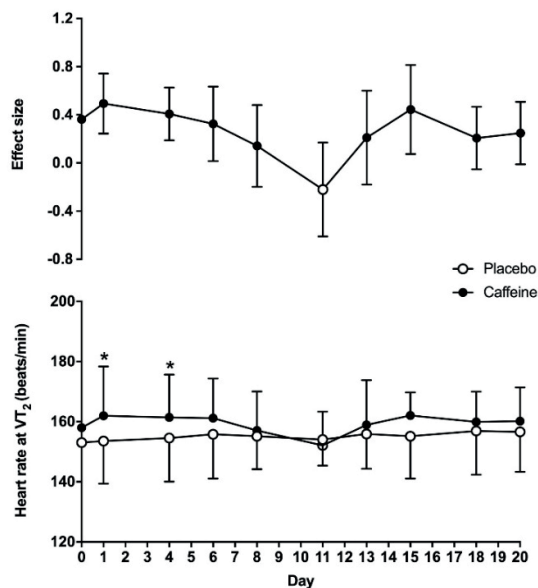 1.2
0.8
0.4
0.0
-0.4
-0.8
Effect size
Placebo
Caffeine
200
180
160
140
120
Heart rate at VT₂ (beats/min)
*
*
0 1 2 3 4 5 6 7 8 9 10 11 12 13 14 15 16 17 18 19 20
Day